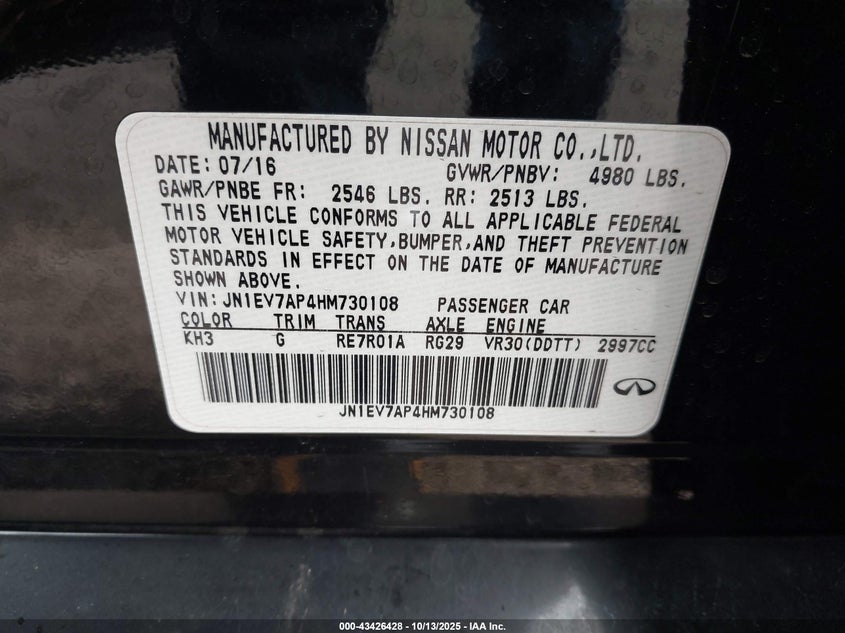 MANUFACTURED BY NISSAN MOTOR CO.,LTD.
DATE: 07/16 GVWR/PNBV: 4980 LBS.
GAWR/PNBE FR: 2546 LBS. RR: 2513 LBS.
THIS VEHICLE CONFORMS TO ALL APPLICABLE FEDERAL
MOTOR VEHICLE SAFETY,BUMPER,AND THEFT PREVENTION
STANDARDS IN EFFECT ON THE DATE OF MANUFACTURE
SHOWN ABOVE.
VIN: JN1EV7AP4HM730108 PASSENGER CAR
COLOR TRIM TRANS AXLE ENGINE
KH3 G RE7R01A RG29 VR30(DDTT) 2997CC
JN1EV7AP4HM730108
000-43426428 - 10/13/2025 - IAA Inc.